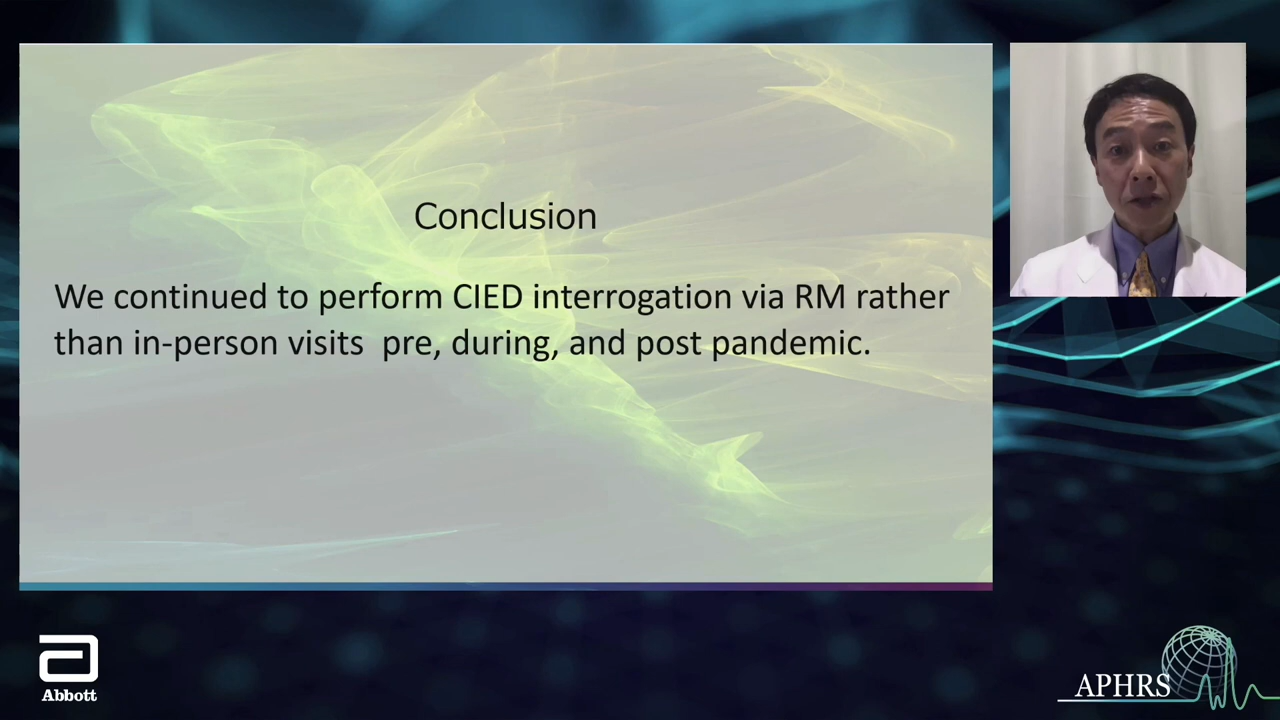 Conclusion
We continued to perform CIED interrogation via RM rather
than in-person visits  pre, during, and post pandemic.
Abbott
APHRS